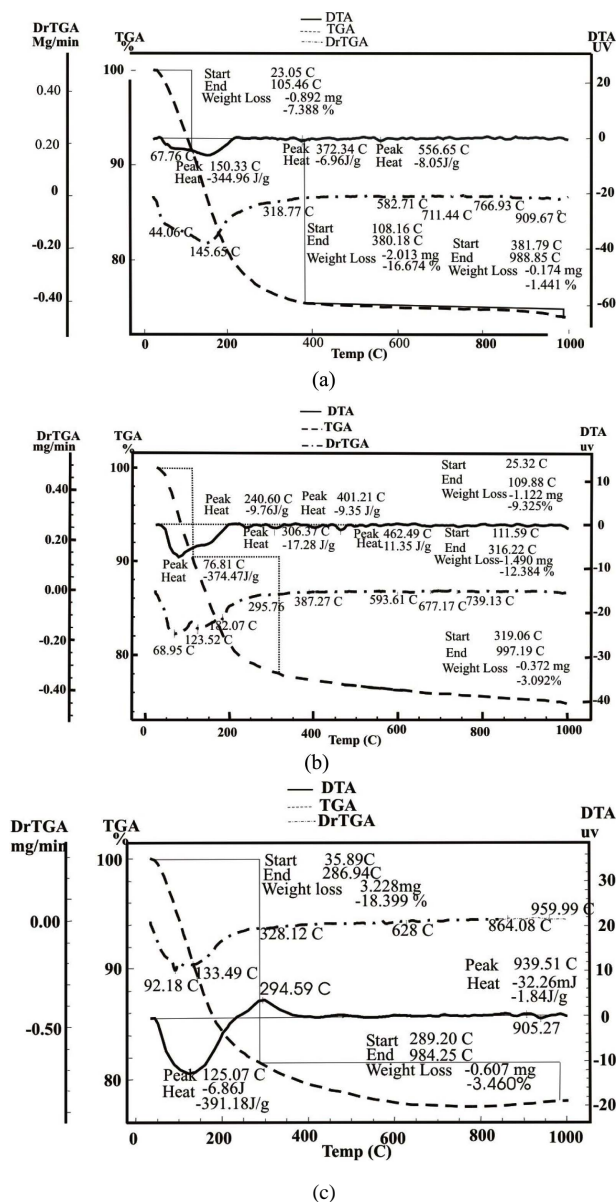 DTA
TGA
DrTGA
DrTGA
Mg/min
TGA
%
DTA
UV
100
90
80
0.40
0.20
0
-0.20
-0.40
20
0
-20
-40
-60
Start 23.05 C
End 105.46 C
Weight Loss -0.892 mg
-7.388 %
67.76 C
Peak 150.33 C
Heat -344.96 J/g
Peak 372.34 C
Heat -6.96J/g
Peak 556.65 C
Heat -8.05J/g
44.06 C
145.65 C
318.77 C
582.71 C
711.44 C
766.93 C
909.67 C
Start 108.16 C
End 380.18 C
Weight Loss -2.013 mg
-16.674 %
Start 381.79 C
End 988.85 C
Weight Loss -0.174 mg
-1.441 %
0 200 400 600 800 1000
Temp (C)
(a)
DTA
TGA
DrTGA
DrTGA
mg/min
TGA
%
DTA
uv
100
90
80
0.40
0.20
0.00
-0.20
-0.40
10
0
-10
-20
-30
-40
Start 25.32 C
End 109.88 C
Weight Loss -1.122 mg
-9.325%
Peak 240.60 C
Heat -9.76J/g
Peak 401.21 C
Heat -9.35 J/g
Peak 306.37 C
Heat -17.28 J/g
Peak 462.49 C
Heat 11.35 J/g
Start 111.59 C
End 316.22 C
Weight Loss -1.490 mg
-12.384 %
Peak 76.81 C
Heat -374.47J/g
68.95 C
123.52 C
182.07 C
295.76
387.27 C
593.61 C
677.17 C
739.13 C
Start 319.06 C
End 997.19 C
Weight Loss -0.372 mg
-3.092%
0 200 400 600 800 1000
Temp (C)
(b)
DTA
TGA
DrTGA
DrTGA
mg/min
TGA
%
DTA
uv
100
90
80
0.00
-0.50
30
20
10
0
-10
-20
Start 35.89C
End 286.94C
Weight loss 3.228mg
-18.399 %
92.18 C
133.49 C
328.12 C
628 C
864.08 C
959.99 C
294.59 C
Peak 939.51 C
Heat -32.26mJ
-1.84J/g
905.27
Peak 125.07 C
Heat -6.86J
-391.18J/g
Start 289.20 C
End 984.25 C
Weight Loss -0.607 mg
-3.460%
0 200 400 600 800 1000
Temp (C)
(c)